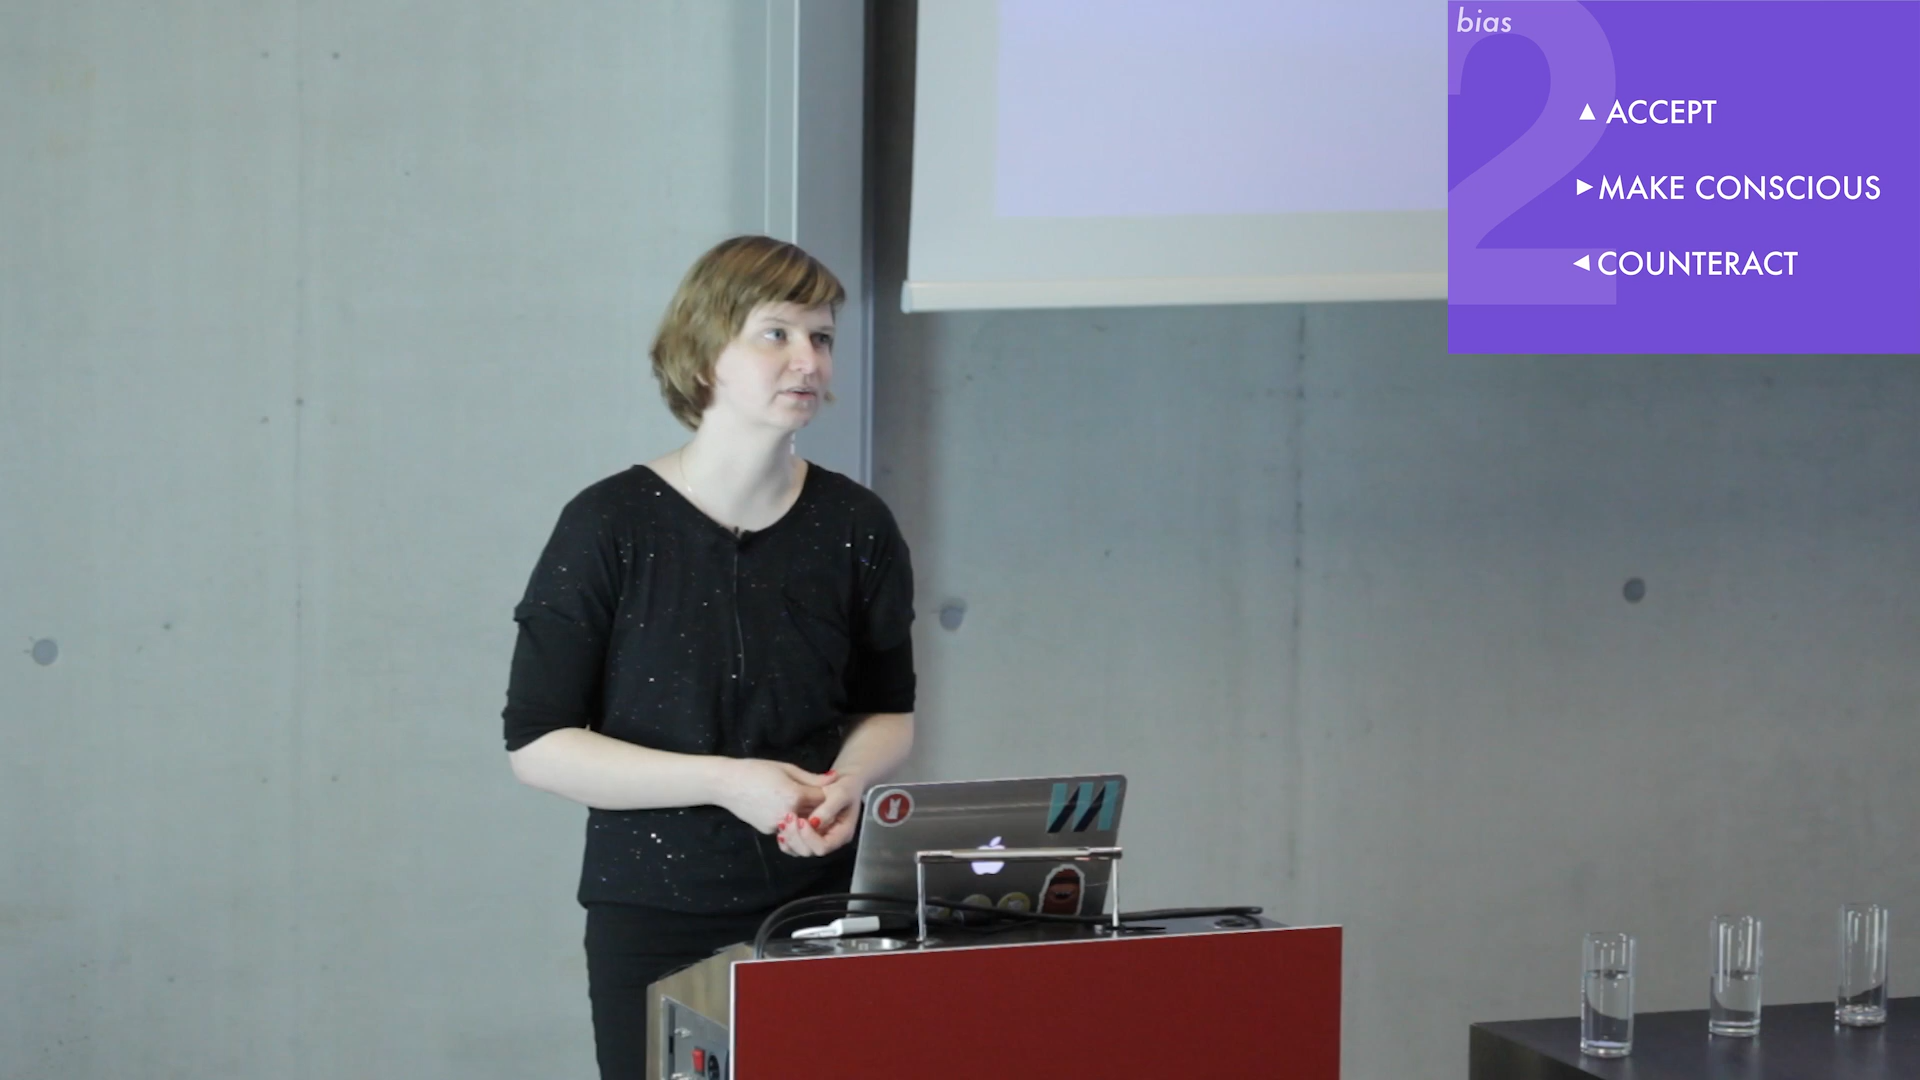 bias
2
▲ ACCEPT
▶ MAKE CONSCIOUS
◀ COUNTERACT